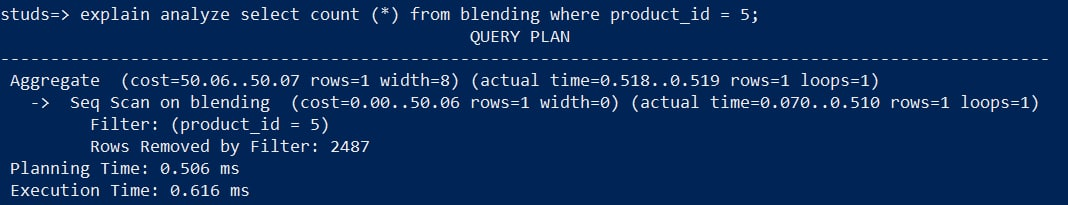 studs=> explain analyze select count (*) from blending where product_id = 5;
QUERY PLAN
---------------------------------------------------------------------------------------------------------
Aggregate  (cost=50.06..50.07 rows=1 width=8) (actual time=0.518..0.519 rows=1 loops=1)
  ->  Seq Scan on blending  (cost=0.00..50.06 rows=1 width=0) (actual time=0.070..0.510 rows=1 loops=1)
        Filter: (product_id = 5)
        Rows Removed by Filter: 2487
Planning Time: 0.506 ms
Execution Time: 0.616 ms